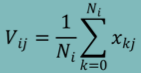 $V_{ij} = \frac{1}{N_i} \sum_{k=0}^{N_i} x_{kj}$